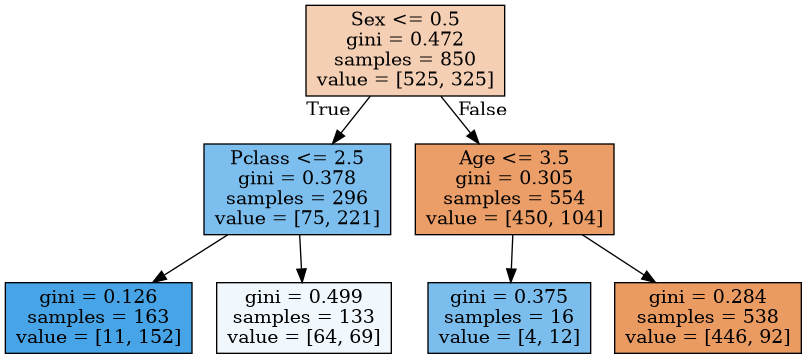 Sex <= 0.5
gini = 0.472
samples = 850
value = [525, 325]
True
False
Pclass <= 2.5
gini = 0.378
samples = 296
value = [75, 221]
Age <= 3.5
gini = 0.305
samples = 554
value = [450, 104]
gini = 0.126
samples = 163
value = [11, 152]
gini = 0.499
samples = 133
value = [64, 69]
gini = 0.375
samples = 16
value = [4, 12]
gini = 0.284
samples = 538
value = [446, 92]